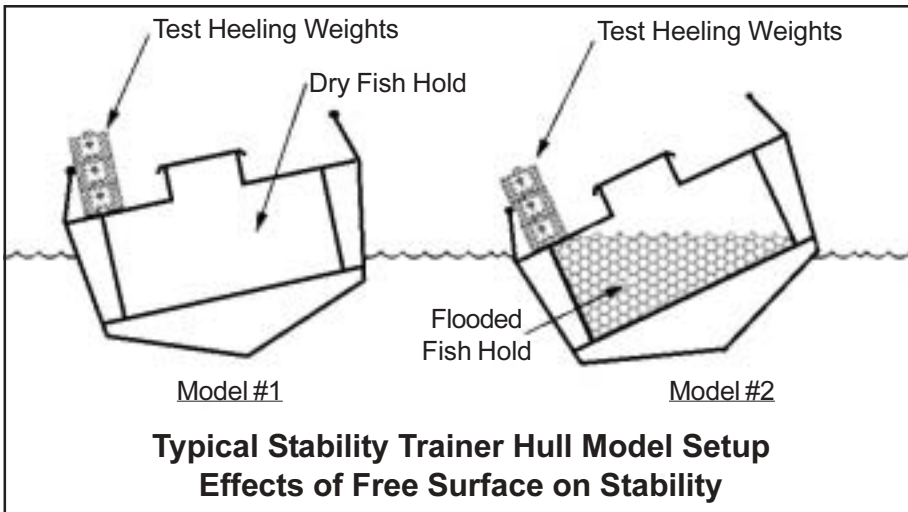 Test Heeling Weights
Dry Fish Hold
Test Heeling Weights
Flooded
Fish Hold
Model #1
Model #2
Typical Stability Trainer Hull Model Setup
Effects of Free Surface on Stability